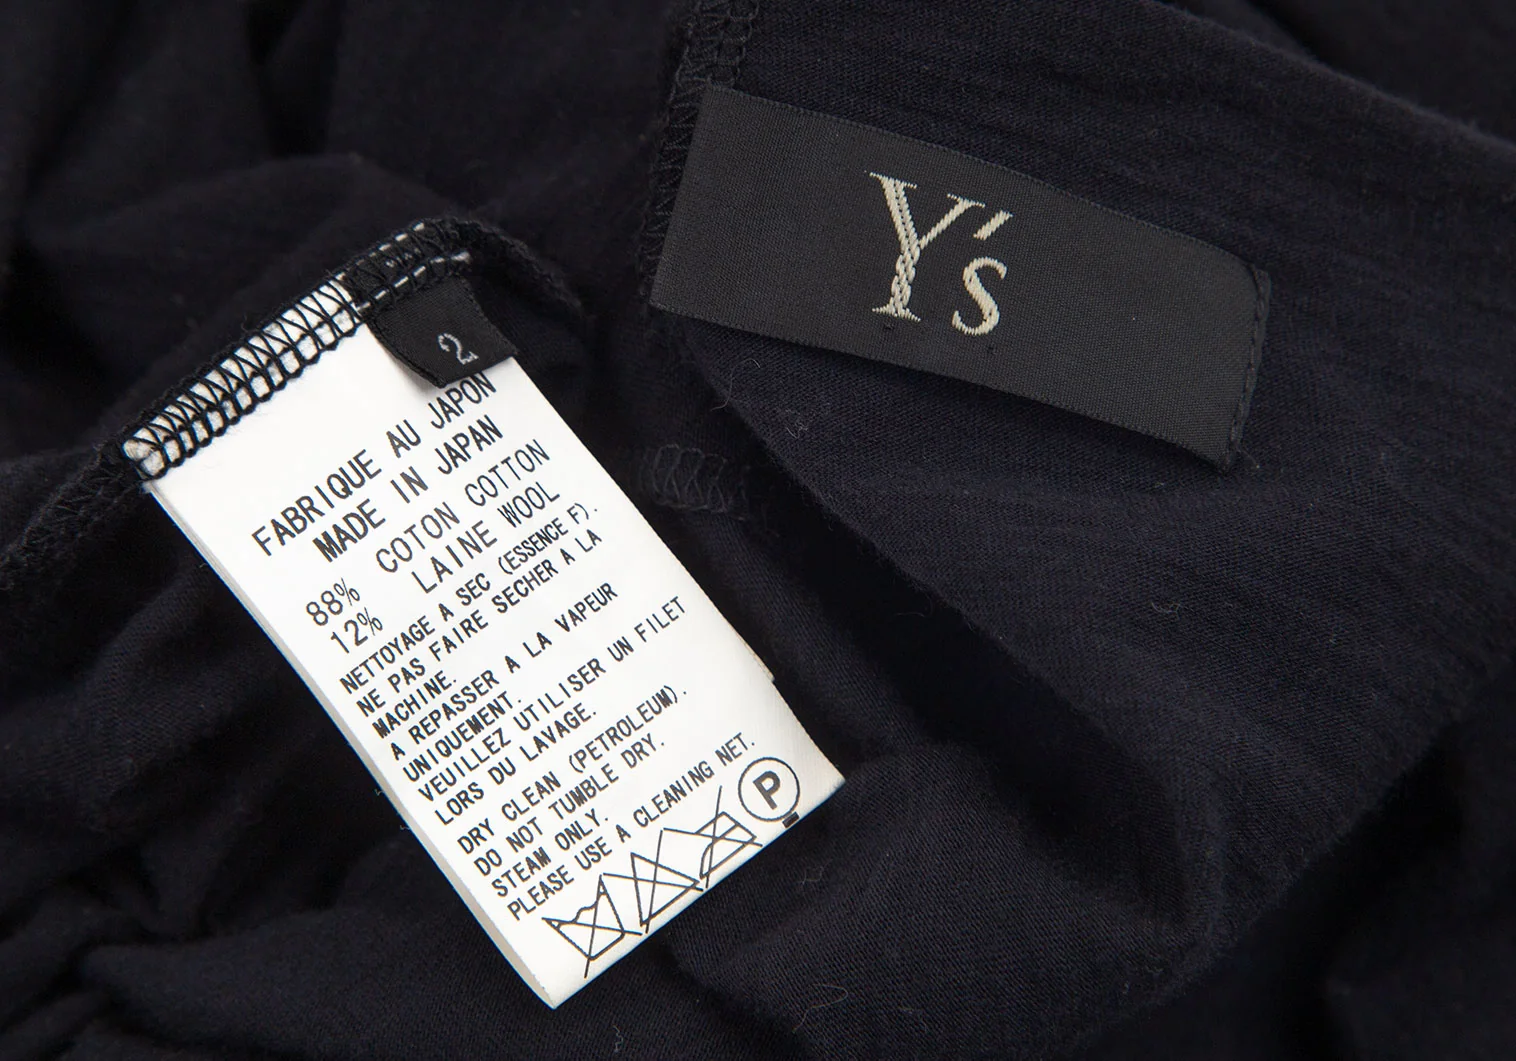 Y's
2
FABRIQUE AU JAPON
MADE IN JAPAN
88% COTON COTTON
12% LAINE WOOL
NETTOYAGE A SEC (ESSENCE F).
NE PAS FAIRE SECHER A LA
MACHINE.
A REPASSER A LA VAPEUR
UNIQUEMENT.
VEUILLEZ UTILISER UN FILET
LORS DU LAVAGE.
DRY CLEAN (PETROLEUM).
DO NOT TUMBLE DRY.
STEAM ONLY.
PLEASE USE A CLEANING NET.
P